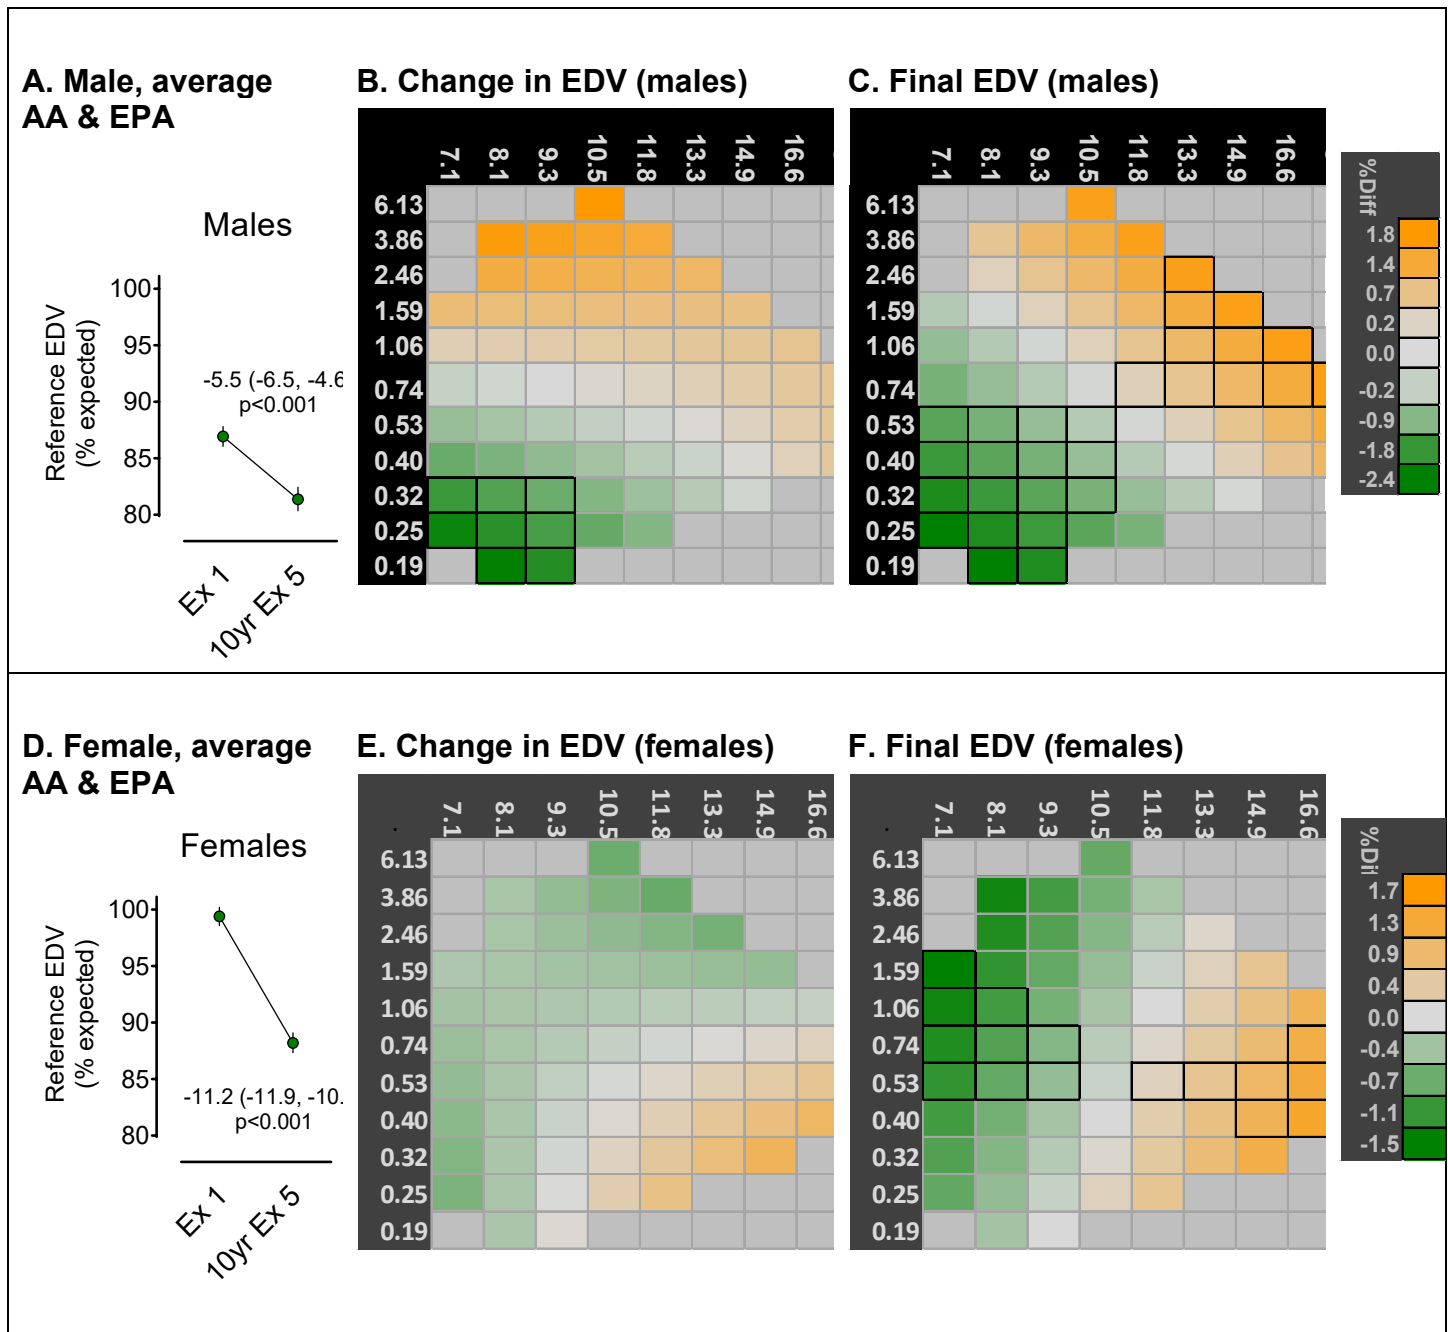 A. Male, average
AA & EPA
Males
Reference EDV
(% expected)
100
95
90
85
80
-5.5 (-6.5, -4.6
p<0.001
Ex 1
10yr Ex 5
B. Change in EDV (males)
7.1 8.1 9.3 10.5 11.8 13.3 14.9 16.6
6.13
3.86
2.46
1.59
1.06
0.74
0.53
0.40
0.32
0.25
0.19
C. Final EDV (males)
7.1 8.1 9.3 10.5 11.8 13.3 14.9 16.6
6.13
3.86
2.46
1.59
1.06
0.74
0.53
0.40
0.32
0.25
0.19
%Diff
1.8
1.4
0.7
0.2
0.0
-0.2
-0.9
-1.8
-2.4
D. Female, average
AA & EPA
Females
Reference EDV
(% expected)
100
95
90
85
80
-11.2 (-11.9, -10.
p<0.001
Ex 1
10yr Ex 5
E. Change in EDV (females)
7.1 8.1 9.3 10.5 11.8 13.3 14.9 16.6
6.13
3.86
2.46
1.59
1.06
0.74
0.53
0.40
0.32
0.25
0.19
F. Final EDV (females)
7.1 8.1 9.3 10.5 11.8 13.3 14.9 16.6
6.13
3.86
2.46
1.59
1.06
0.74
0.53
0.40
0.32
0.25
0.19
1.7
1.3
0.9
0.4
0.0
-0.4
-0.7
-1.1
-1.5